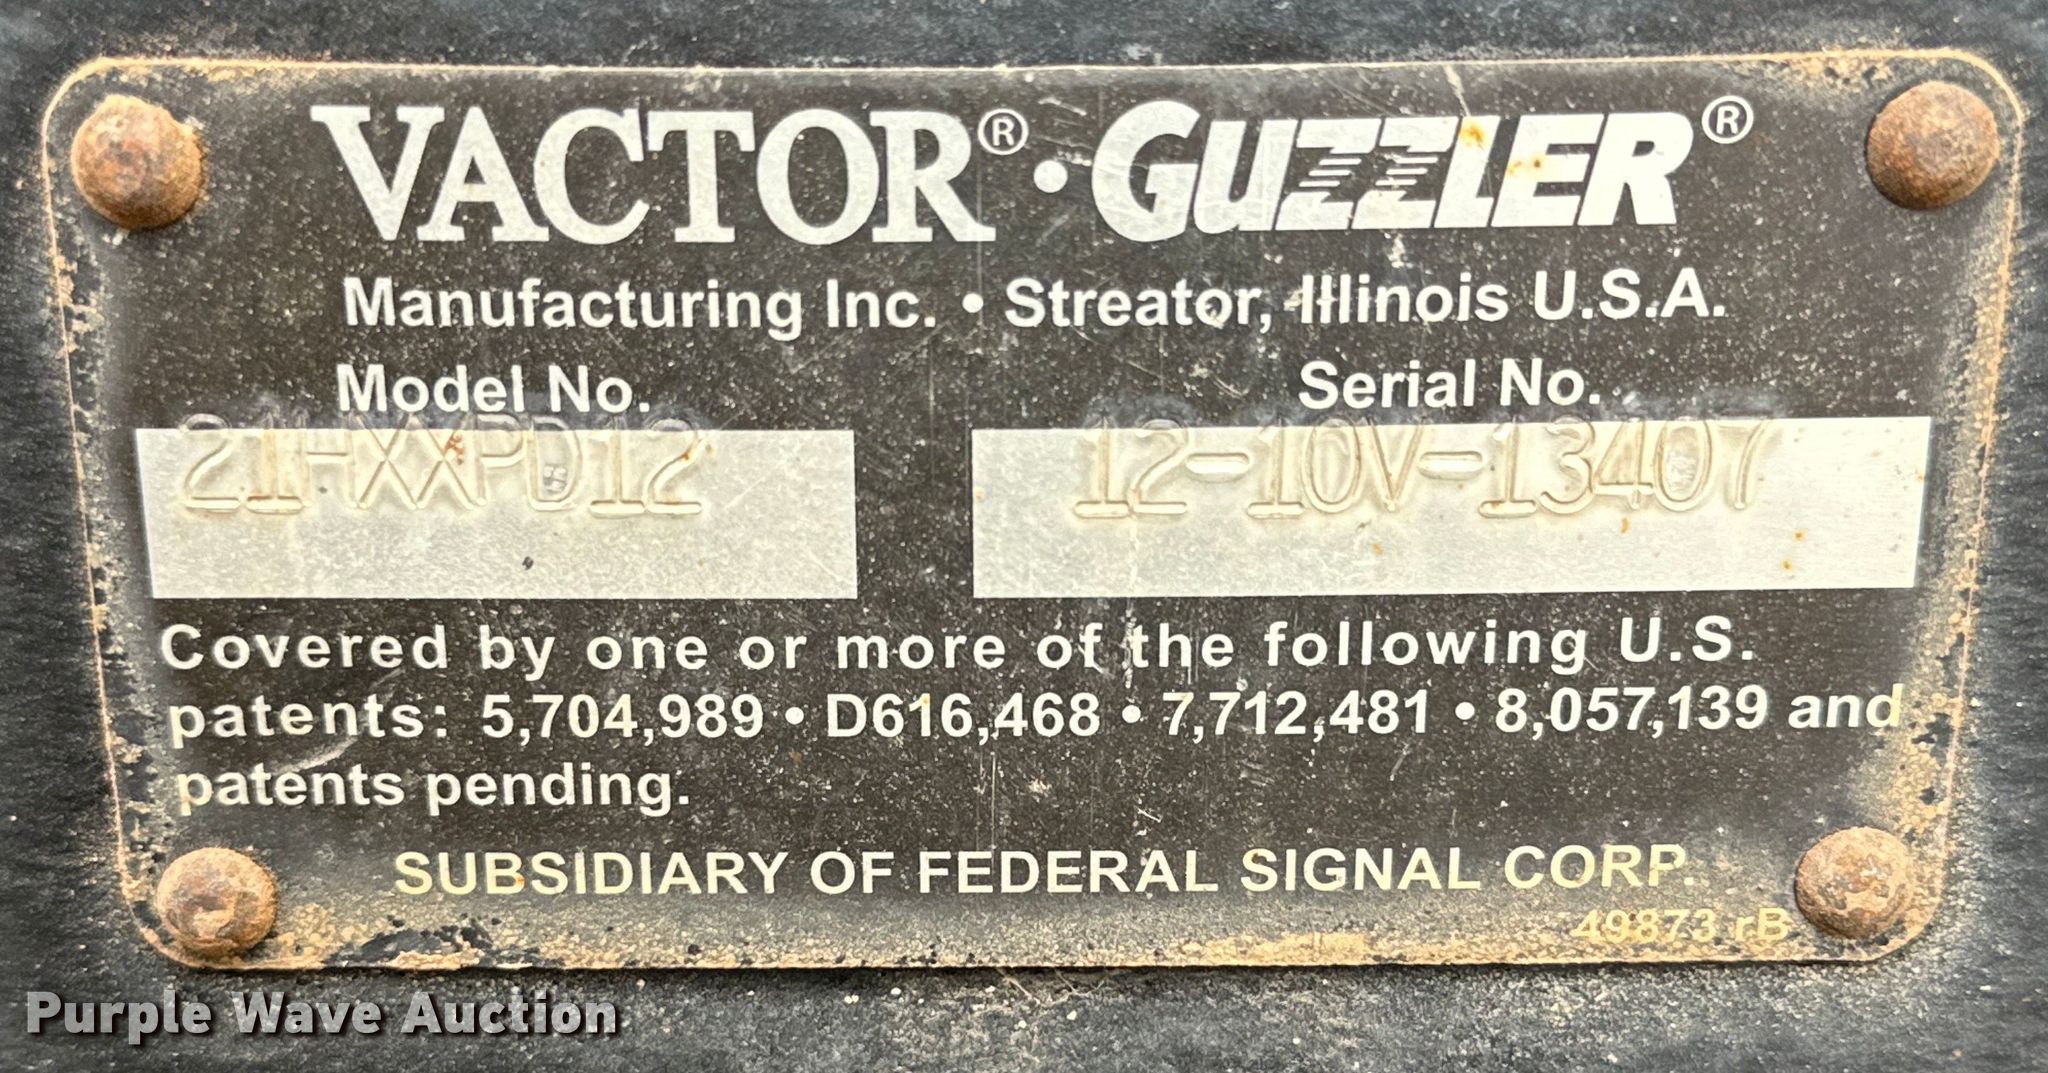 VACTOR® • GUZZLER®
Manufacturing Inc. • Streator, Illinois U.S.A.
Model No. Serial No.
21HXXPD12 12-10V-13407
Covered by one or more of the following U.S.
patents: 5,704,989 • D616,468 • 7,712,481 • 8,057,139 and
patents pending.
SUBSIDIARY OF FEDERAL SIGNAL CORP.
49873 rB
Purple Wave Auction